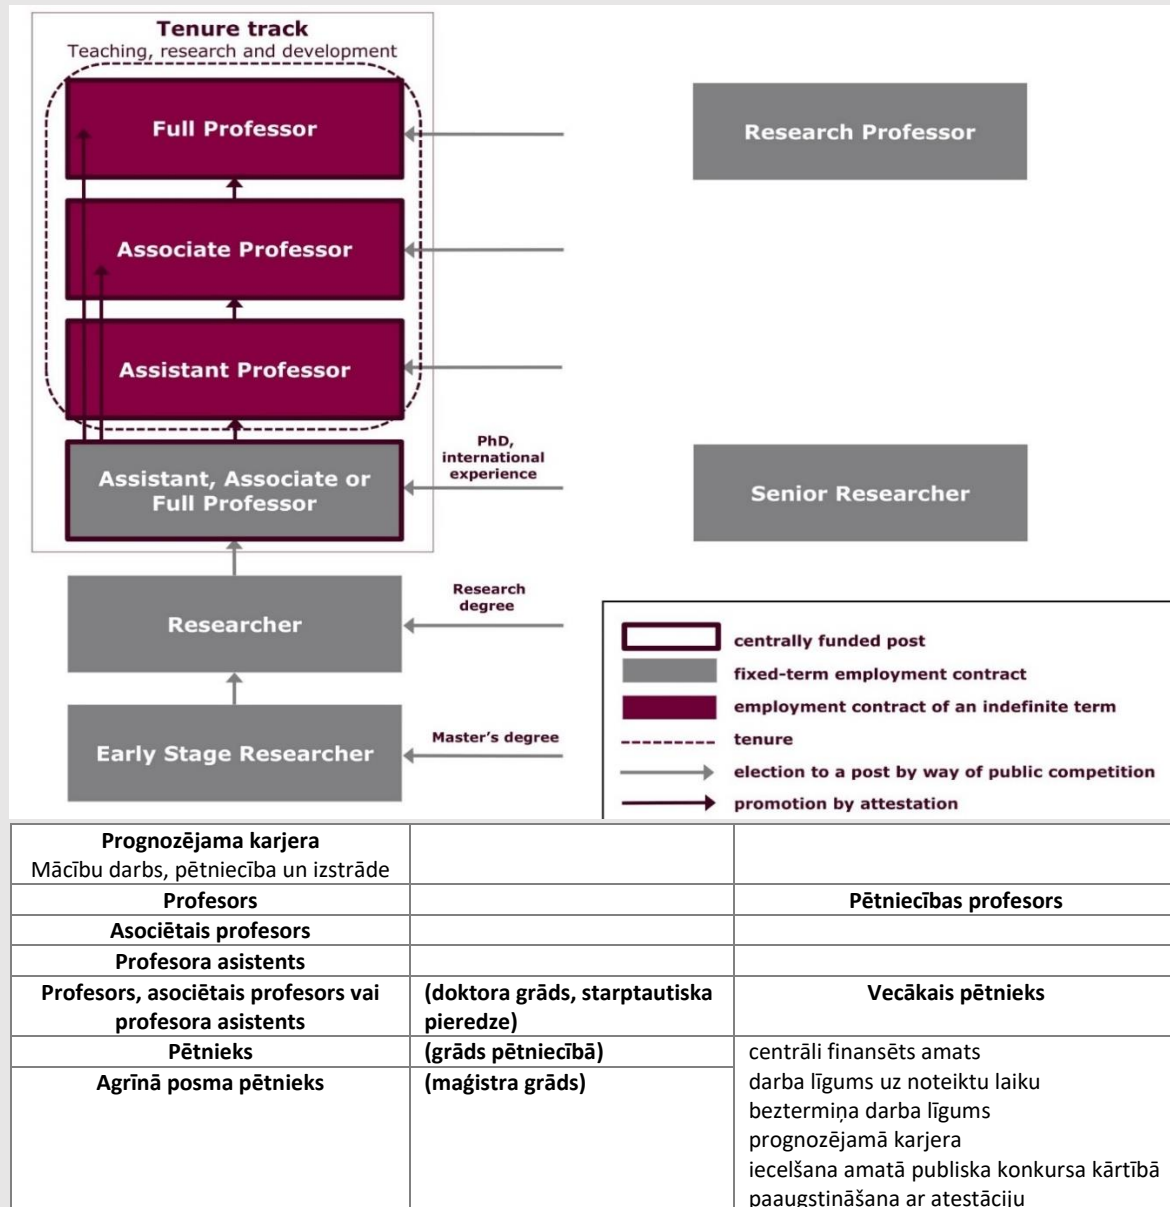 Tenure track
Teaching, research and development
Full Professor
Research Professor
Associate Professor
Assistant Professor
PhD,
international
experience
Assistant, Associate or
Full Professor
Senior Researcher
Research
degree
Researcher
Master's degree
Early Stage Researcher
centrally funded post
fixed-term employment contract
employment contract of an indefinite term
tenure
election to a post by way of public competition
promotion by attestation
Prognozējama karjera
Mācību darbs, pētniecība un izstrāde
Profesors
Pētniecības profesors
Asociētais profesors
Profesora asistents
Profesors, asociētais profesors vai
profesora asistents
(doktora grāds, starptautiska
pieredze)
Vecākais pētnieks
Pētnieks
(grāds pētniecībā)
Agrīnā posma pētnieks
(maģistra grāds)
centrāli finansēts amats
darba līgums uz noteiktu laiku
beztermiņa darba līgums
prognozējamā karjera
iecelšana amatā publiska konkursa kārtībā
paaugstināšana ar atestāciju